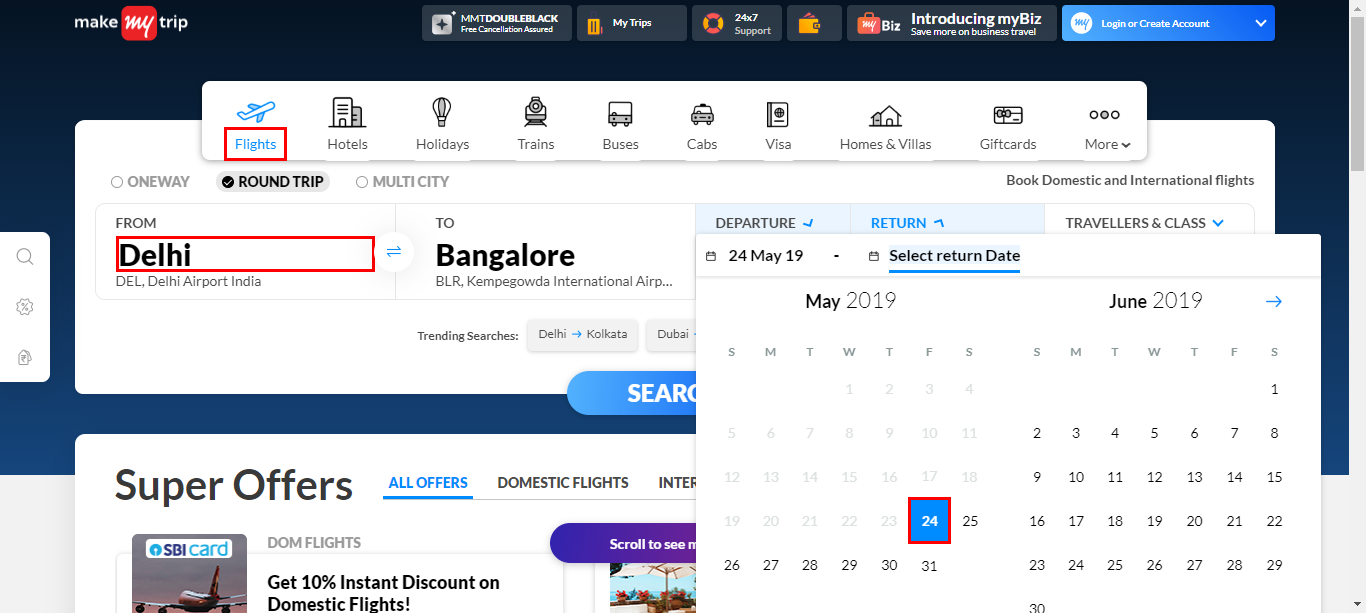 make my trip
MMTDOUBLEBLACK
Free Cancellation Assured
My Trips
24x7
Support
my Biz
Introducing myBiz
Save more on business travel
my
Login or Create Account
Flights
Hotels
Holidays
Trains
Buses
Cabs
Visa
Homes & Villas
Giftcards
More
ONEWAY
ROUND TRIP
MULTI CITY
Book Domestic and International flights
FROM
Delhi
DEL, Delhi Airport India
TO
Bangalore
BLR, Kempegowda International Airp...
DEPARTURE
RETURN
TRAVELLERS & CLASS
24 May 19 - Select return Date
May 2019
S M T W T F S
1 2 3 4
5 6 7 8 9 10 11
12 13 14 15 16 17 18
19 20 21 22 23 24 25
26 27 28 29 30 31
June 2019 →
S M T W T F S
1
2 3 4 5 6 7 8
9 10 11 12 13 14 15
16 17 18 19 20 21 22
23 24 25 26 27 28 29
30
Trending Searches:
Delhi → Kolkata
Dubai
SEARC
Super Offers
ALL OFFERS
DOMESTIC FLIGHTS
INTER
SBI card
DOM FLIGHTS
Get 10% Instant Discount on
Domestic Flights!
Scroll to see m